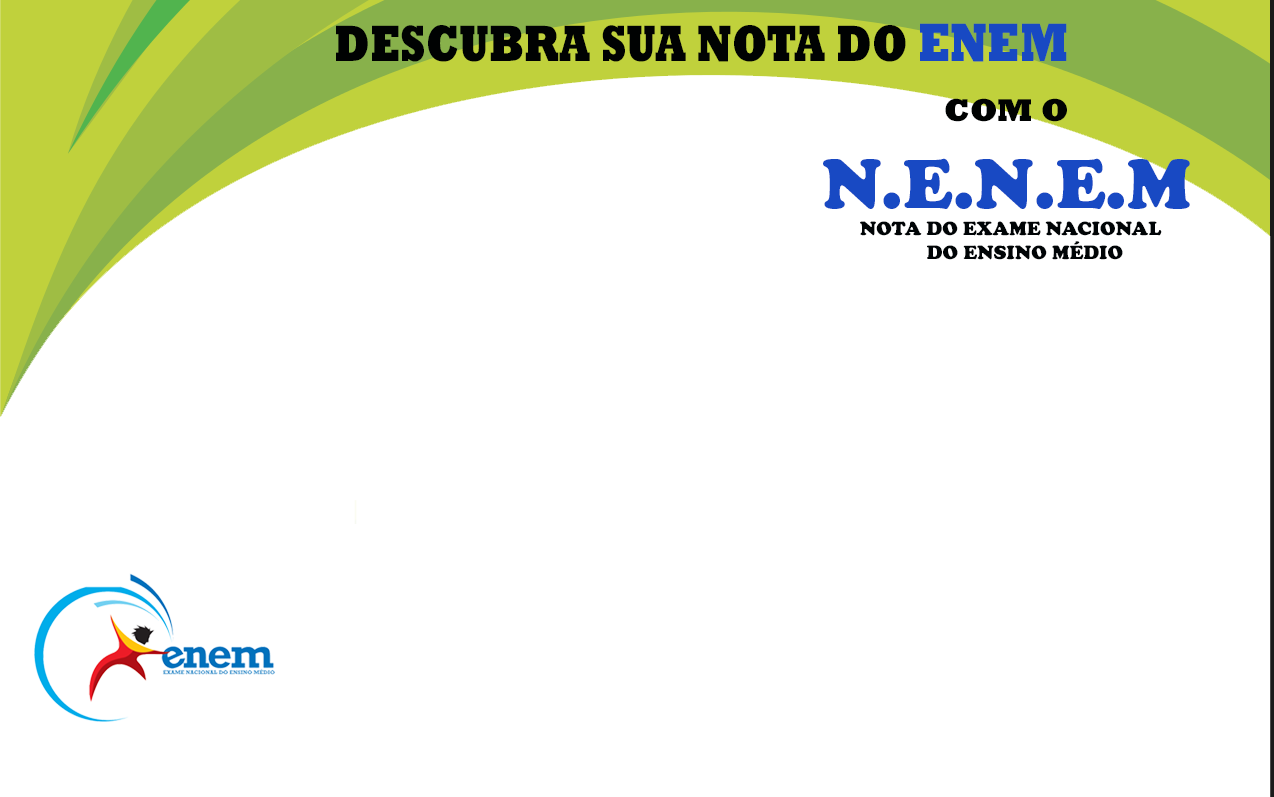 DESCUBRA SUA NOTA DO ENEM
COM O
N.E.N.E.M
NOTA DO EXAME NACIONAL
DO ENSINO MÉDIO
enem
EXAME NACIONAL DO ENSINO MÉDIO